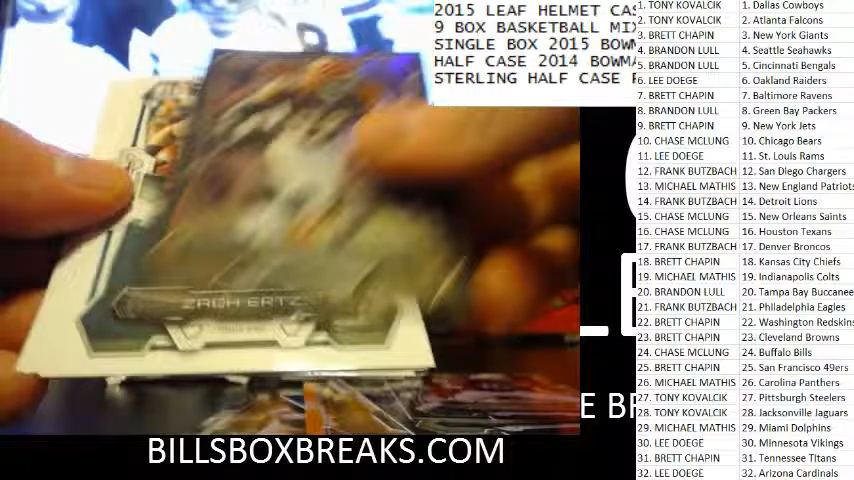 2015 LEAF HELMET CAS
9 BOX BASKETBALL MIX
SINGLE BOX 2015 BOWM
HALF CASE 2014 BOWMA
STERLING HALF CASE
1. TONY KOVALCIK 1. Dallas Cowboys
2. TONY KOVALCIK 2. Atlanta Falcons
3. BRETT CHAPIN 3. New York Giants
4. BRANDON LULL 4. Seattle Seahawks
5. BRANDON LULL 5. Cincinnati Bengals
6. LEE DOEGE 6. Oakland Raiders
7. BRETT CHAPIN 7. Baltimore Ravens
8. BRANDON LULL 8. Green Bay Packers
9. BRETT CHAPIN 9. New York Jets
10. CHASE MCLUNG 10. Chicago Bears
11. LEE DOEGE 11. St. Louis Rams
12. FRANK BUTZBACH 12. San Diego Chargers
13. MICHAEL MATHIS 13. New England Patriots
14. FRANK BUTZBACH 14. Detroit Lions
15. CHASE MCLUNG 15. New Orleans Saints
16. CHASE MCLUNG 16. Houston Texans
17. FRANK BUTZBACH 17. Denver Broncos
18. BRETT CHAPIN 18. Kansas City Chiefs
19. MICHAEL MATHIS 19. Indianapolis Colts
20. BRANDON LULL 20. Tampa Bay Buccanee
21. FRANK BUTZBACH 21. Philadelphia Eagles
22. BRETT CHAPIN 22. Washington Redskins
23. BRETT CHAPIN 23. Cleveland Browns
24. CHASE MCLUNG 24. Buffalo Bills
25. BRETT CHAPIN 25. San Francisco 49ers
26. MICHAEL MATHIS 26. Carolina Panthers
27. TONY KOVALCIK 27. Pittsburgh Steelers
28. TONY KOVALCIK 28. Jacksonville Jaguars
29. MICHAEL MATHIS 29. Miami Dolphins
30. LEE DOEGE 30. Minnesota Vikings
31. BRETT CHAPIN 31. Tennessee Titans
32. LEE DOEGE 32. Arizona Cardinals
ZACH ERTZ
E B
BILLSBOXBREAKS.COM